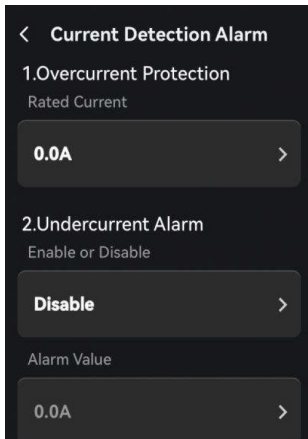 Current Detection Alarm
1.Overcurrent Protection
Rated Current
0.0A
2.Undercurrent Alarm
Enable or Disable
Disable
Alarm Value
0.0A